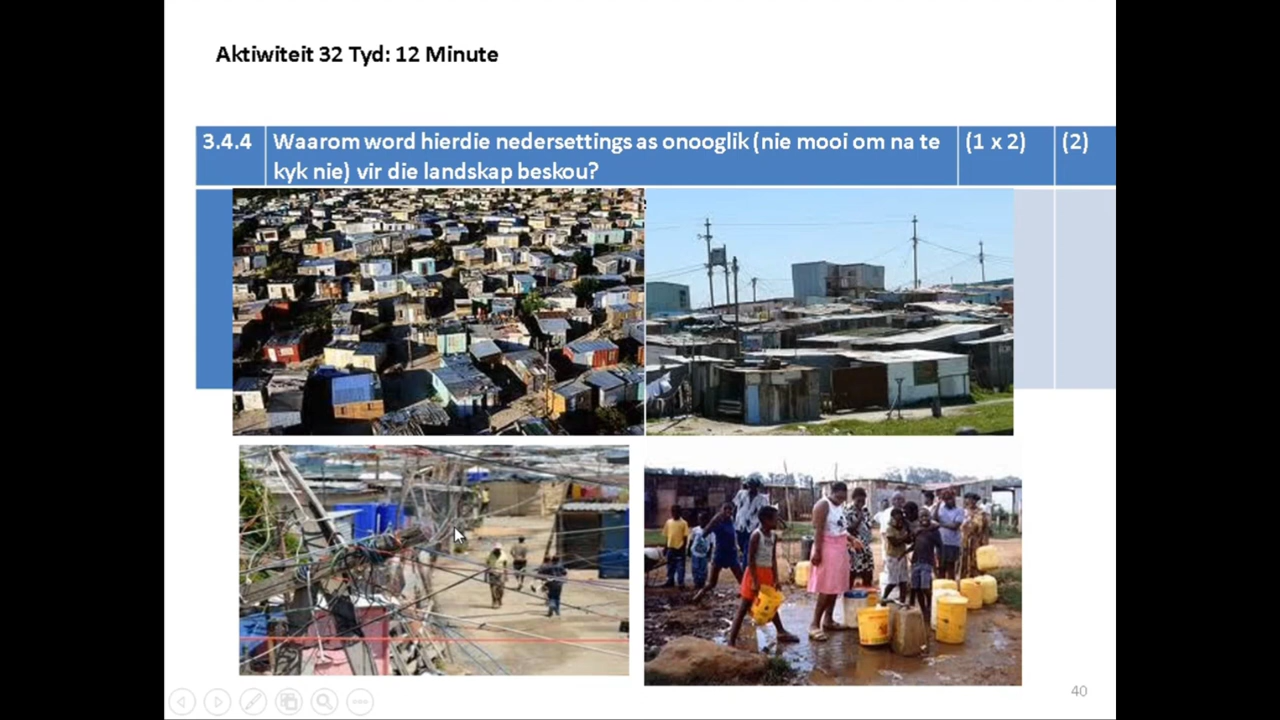 Aktiwiteit 32 Tyd: 12 Minute
3.4.4 Waarom word hierdie nedersettings as onooglik (nie mooi om na te (1 x 2) (2)
kyk nie) vir die landskap beskou?
40